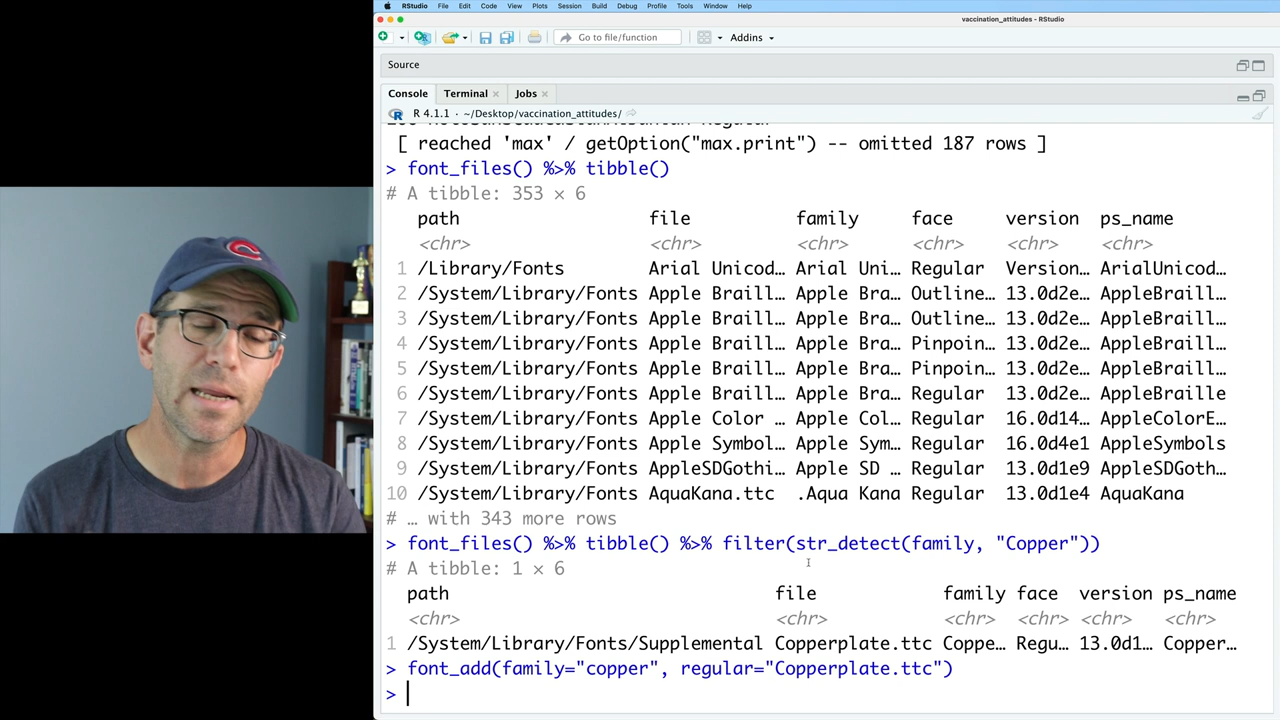 RStudio File Edit Code View Plots Session Build Debug Profile Tools Window Help
vaccination_attitudes - RStudio
Go to file/function Addins
Source
Console Terminal Jobs
R 4.1.1 · ~/Desktop/vaccination_attitudes/
[ reached 'max' / getOption("max.print") -- omitted 187 rows ]
> font_files() %>% tibble()
# A tibble: 353 × 6
path file family face version ps_name
<chr> <chr> <chr> <chr> <chr> <chr>
1 /Library/Fonts Arial Unicod… Arial Uni… Regular Version… ArialUnicod…
2 /System/Library/Fonts Apple Braill… Apple Bra… Outline… 13.0d2e… AppleBraill…
3 /System/Library/Fonts Apple Braill… Apple Bra… Outline… 13.0d2e… AppleBraill…
4 /System/Library/Fonts Apple Braill… Apple Bra… Pinpoin… 13.0d2e… AppleBraill…
5 /System/Library/Fonts Apple Braill… Apple Bra… Pinpoin… 13.0d2e… AppleBraill…
6 /System/Library/Fonts Apple Braill… Apple Bra… Regular 13.0d2e… AppleBraille
7 /System/Library/Fonts Apple Color … Apple Col… Regular 16.0d14… AppleColorE…
8 /System/Library/Fonts Apple Symbol… Apple Sym… Regular 16.0d4e1 AppleSymbols
9 /System/Library/Fonts AppleSDGothi… Apple SD … Regular 13.0d1e9 AppleSDGoth…
10 /System/Library/Fonts AquaKana.ttc .Aqua Kana Regular 13.0d1e4 AquaKana
# … with 343 more rows
> font_files() %>% tibble() %>% filter(str_detect(family, "Copper"))
# A tibble: 1 × 6
path file family face version ps_name
<chr> <chr> <chr> <chr> <chr> <chr>
1 /System/Library/Fonts/Supplemental Copperplate.ttc Coppe… Regu… 13.0d1… Copper…
> font_add(family="copper", regular="Copperplate.ttc")
>